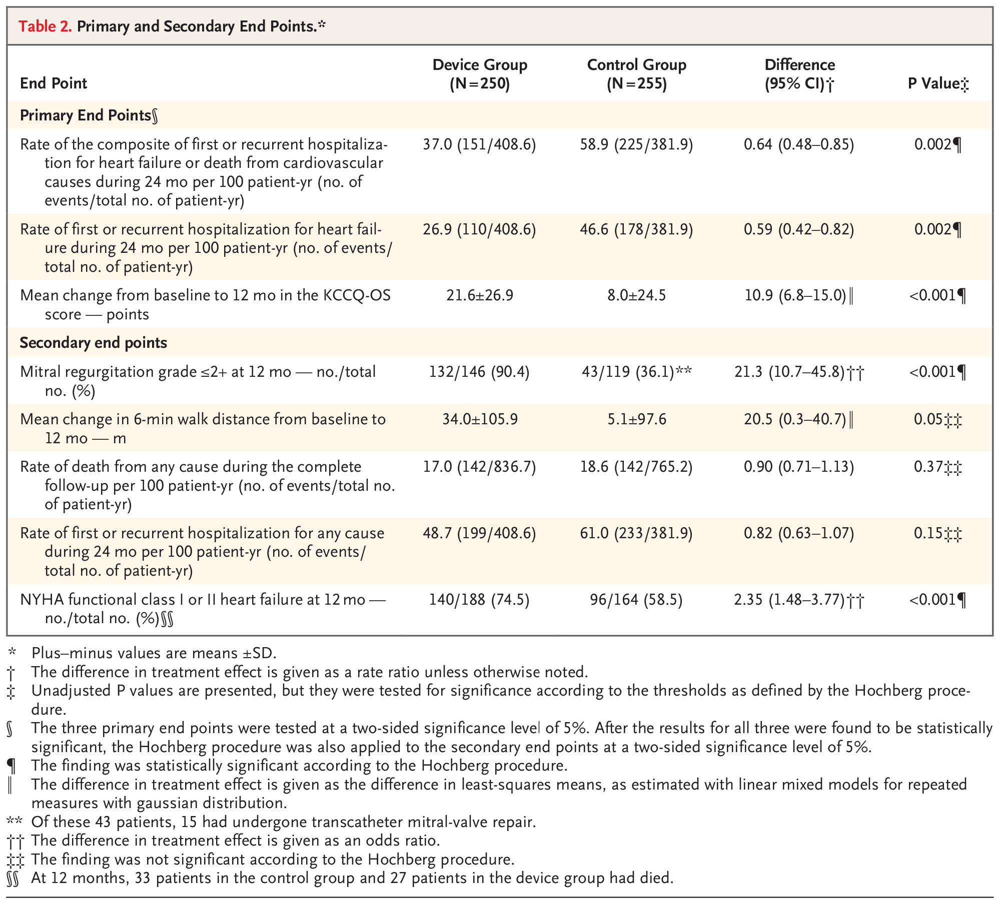 Table 2. Primary and Secondary End Points.*
End Point Device Group (N=250) Control Group (N=255) Difference (95% CI)† P Value‡
Primary End Points§
Rate of the composite of first or recurrent hospitaliza- 37.0 (151/408.6) 58.9 (225/381.9) 0.64 (0.48–0.85) 0.002¶
tion for heart failure or death from cardiovascular
causes during 24 mo per 100 patient-yr (no. of
events/total no. of patient-yr)
Rate of first or recurrent hospitalization for heart fail- 26.9 (110/408.6) 46.6 (178/381.9) 0.59 (0.42–0.82) 0.002¶
ure during 24 mo per 100 patient-yr (no. of events/
total no. of patient-yr)
Mean change from baseline to 12 mo in the KCCQ-OS 21.6±26.9 8.0±24.5 10.9 (6.8–15.0)‖ <0.001¶
score — points
Secondary end points
Mitral regurgitation grade ≤2+ at 12 mo — no./total 132/146 (90.4) 43/119 (36.1)** 21.3 (10.7–45.8)†† <0.001¶
no. (%)
Mean change in 6-min walk distance from baseline to 34.0±105.9 5.1±97.6 20.5 (0.3–40.7)‖ 0.05‡‡
12 mo — m
Rate of death from any cause during the complete 17.0 (142/836.7) 18.6 (142/765.2) 0.90 (0.71–1.13) 0.37‡‡
follow-up per 100 patient-yr (no. of events/total no.
of patient-yr)
Rate of first or recurrent hospitalization for any cause 48.7 (199/408.6) 61.0 (233/381.9) 0.82 (0.63–1.07) 0.15‡‡
during 24 mo per 100 patient-yr (no. of events/
total no. of patient-yr)
NYHA functional class I or II heart failure at 12 mo — 140/188 (74.5) 96/164 (58.5) 2.35 (1.48–3.77)†† <0.001¶
no./total no. (%)§§
* Plus–minus values are means ±SD.
† The difference in treatment effect is given as a rate ratio unless otherwise noted.
‡ Unadjusted P values are presented, but they were tested for significance according to the thresholds as defined by the Hochberg proce-
dure.
§ The three primary end points were tested at a two-sided significance level of 5%. After the results for all three were found to be statistically
significant, the Hochberg procedure was also applied to the secondary end points at a two-sided significance level of 5%.
¶ The finding was statistically significant according to the Hochberg procedure.
‖ The difference in treatment effect is given as the difference in least-squares means, as estimated with linear mixed models for repeated
measures with gaussian distribution.
** Of these 43 patients, 15 had undergone transcatheter mitral-valve repair.
†† The difference in treatment effect is given as an odds ratio.
‡‡ The finding was not significant according to the Hochberg procedure.
§§ At 12 months, 33 patients in the control group and 27 patients in the device group had died.